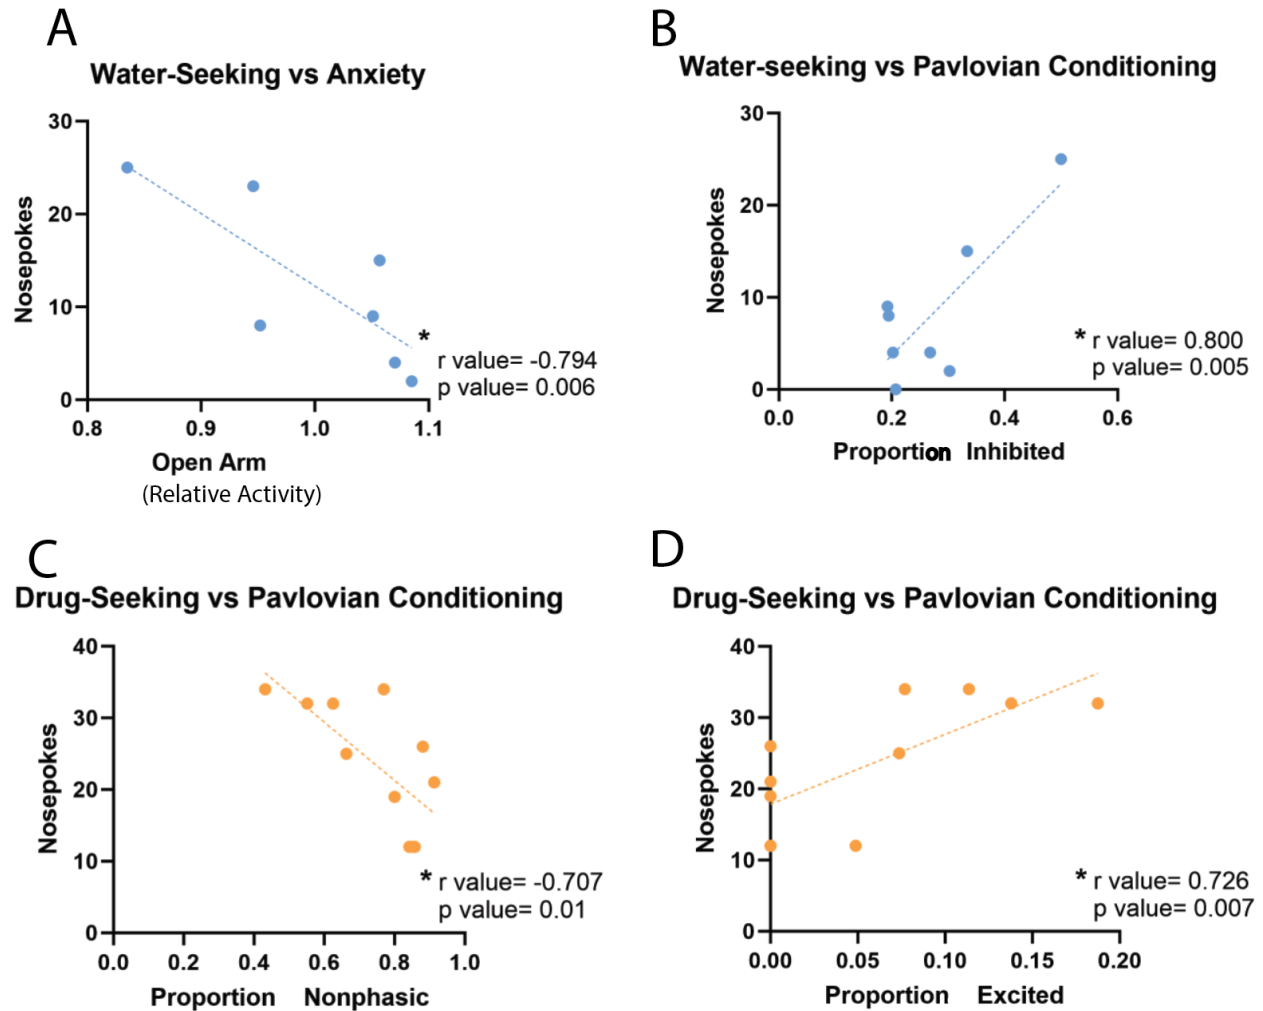 A
Water-Seeking vs Anxiety
30
20
10
0
Nosepokes
0.8 0.9 1.0 1.1
Open Arm
(Relative Activity)
*
r value= -0.794
p value= 0.006
B
Water-seeking vs Pavlovian Conditioning
30
20
10
0
Nosepokes
0.0 0.2 0.4 0.6
Proportion Inhibited
* r value= 0.800
p value= 0.005
C
Drug-Seeking vs Pavlovian Conditioning
40
30
20
10
0
Nosepokes
0.0 0.2 0.4 0.6 0.8 1.0
Proportion Nonphasic
* r value= -0.707
p value= 0.01
D
Drug-Seeking vs Pavlovian Conditioning
40
30
20
10
0
Nosepokes
0.00 0.05 0.10 0.15 0.20
Proportion Excited
* r value= 0.726
p value= 0.007